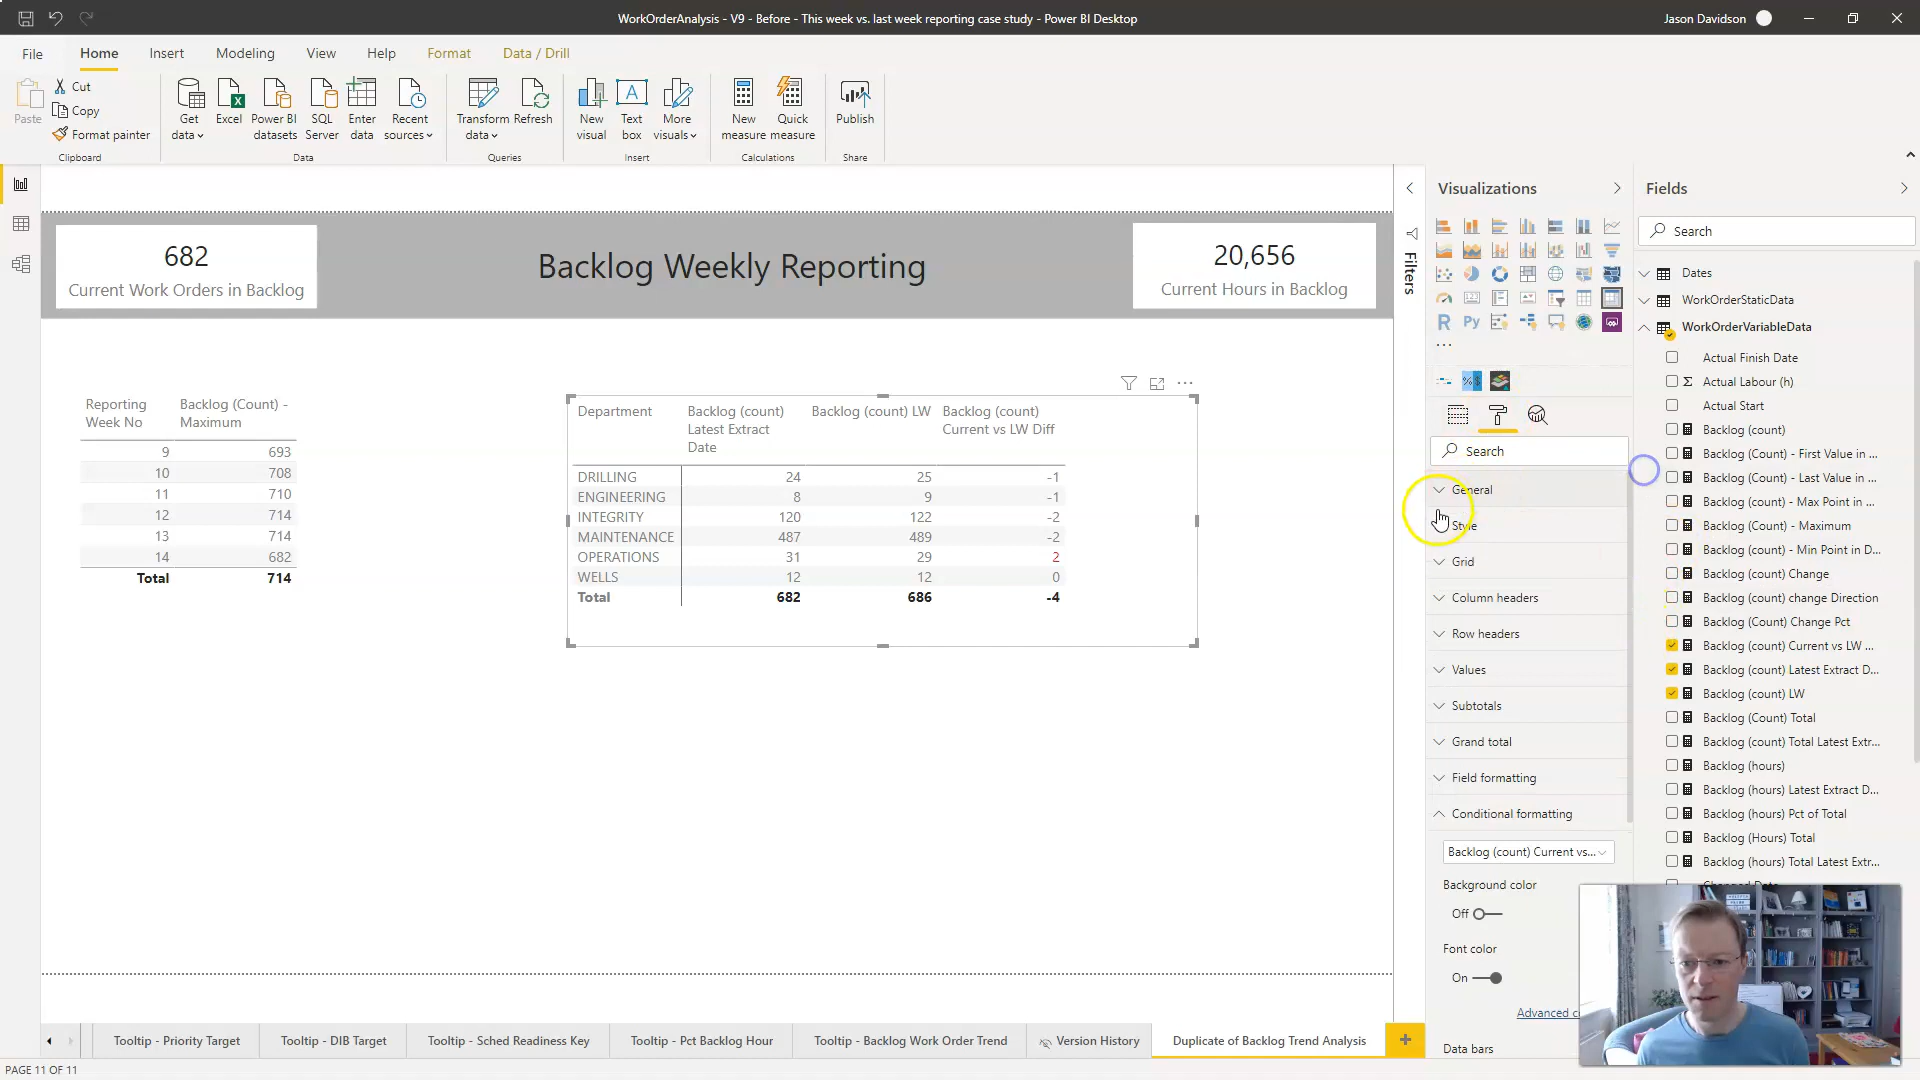 WorkOrderAnalysis - V9 - Before - This week vs. last week reporting case study - Power BI Desktop
Jason Davidson
File Home Insert Modeling View Help Format Data / Drill
Paste
Cut
Copy
Format painter
Clipboard
Get data
Excel
Power BI datasets
SQL Server
Enter data
Recent sources
Data
Transform data
Refresh
Queries
New visual
Text box
More visuals
Insert
New measure
Quick measure
Calculations
Publish
Share
682
Current Work Orders in Backlog
Backlog Weekly Reporting
20,656
Current Hours in Backlog
Reporting Week No Backlog (Count) - Maximum
9 693
10 708
11 710
12 714
13 714
14 682
Total 714
Department Backlog (count) Latest Extract Date Backlog (count) LW Backlog (count) Current vs LW Diff
DRILLING 24 25 -1
ENGINEERING 8 9 -1
INTEGRITY 120 122 -2
MAINTENANCE 487 489 -2
OPERATIONS 31 29 2
WELLS 12 12 0
Total 682 686 -4
Filters
Visualizations
R Py
...
Search
General
Style
Grid
Column headers
Row headers
Values
Subtotals
Grand total
Field formatting
Conditional formatting
Backlog (count) Current vs...
Background color
Off
Font color
On
Advanced c
Data bars
Fields
Search
Dates
WorkOrderStaticData
WorkOrderVariableData
Actual Finish Date
Actual Labour (h)
Actual Start
Backlog (count)
Backlog (Count) - First Value in ...
Backlog (Count) - Last Value in ...
Backlog (count) - Max Point in ...
Backlog (Count) - Maximum
Backlog (count) - Min Point in D...
Backlog (count) Change
Backlog (count) change Direction
Backlog (Count) Change Pct
Backlog (count) Current vs LW ...
Backlog (count) Latest Extract D...
Backlog (count) LW
Backlog (Count) Total
Backlog (count) Total Latest Extr...
Backlog (hours)
Backlog (hours) Latest Extract D...
Backlog (hours) Pct of Total
Backlog (Hours) Total
Backlog (hours) Total Latest Extr...
Tooltip - Priority Target
Tooltip - DIB Target
Tooltip - Sched Readiness Key
Tooltip - Pct Backlog Hour
Tooltip - Backlog Work Order Trend
Version History
Duplicate of Backlog Trend Analysis
PAGE 11 OF 11